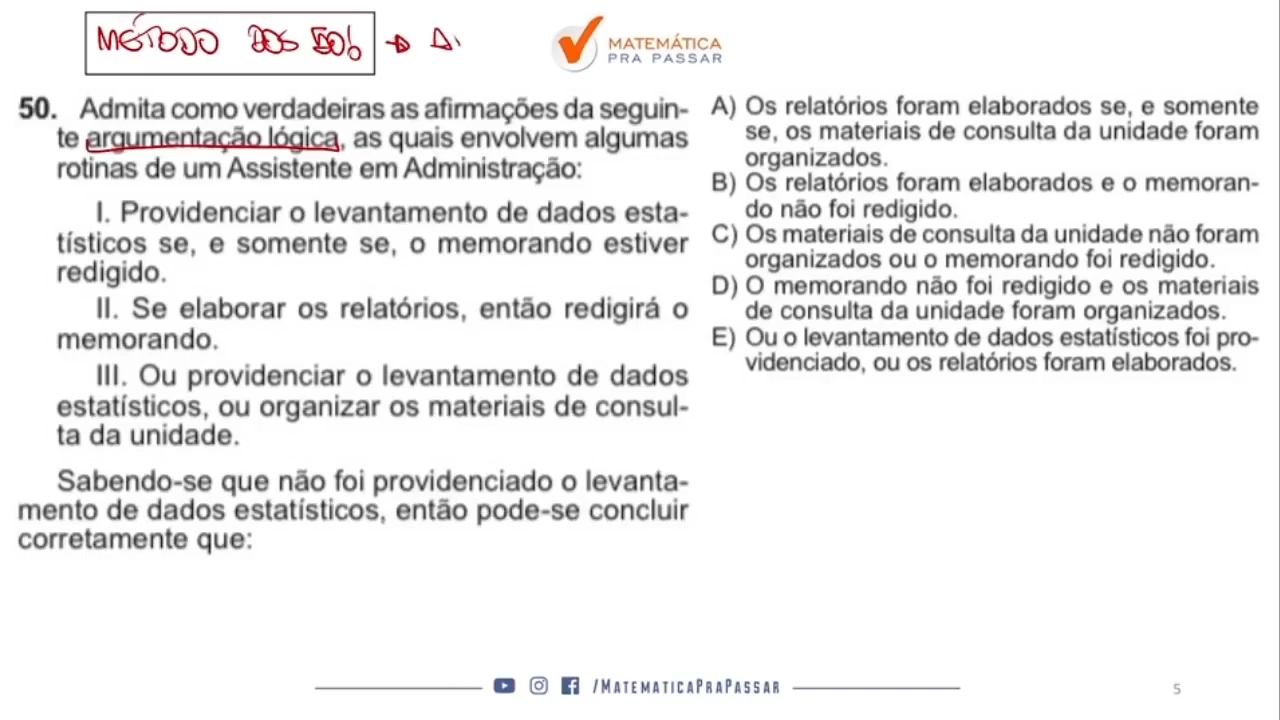 MÉTODO DOS 50!
MATEMÁTICA
PRA PASSAR
50. Admita como verdadeiras as afirmações da seguin-
te argumentação lógica, as quais envolvem algumas
rotinas de um Assistente em Administração:
I. Providenciar o levantamento de dados esta-
tísticos se, e somente se, o memorando estiver
redigido.
II. Se elaborar os relatórios, então redigirá o
memorando.
III. Ou providenciar o levantamento de dados
estatísticos, ou organizar os materiais de consul-
ta da unidade.
Sabendo-se que não foi providenciado o levanta-
mento de dados estatísticos, então pode-se concluir
corretamente que:
A) Os relatórios foram elaborados se, e somente
se, os materiais de consulta da unidade foram
organizados.
B) Os relatórios foram elaborados e o memoran-
do não foi redigido.
C) Os materiais de consulta da unidade não foram
organizados ou o memorando foi redigido.
D) O memorando não foi redigido e os materiais
de consulta da unidade foram organizados.
E) Ou o levantamento de dados estatísticos foi pro-
videnciado, ou os relatórios foram elaborados.
/MATEMATICAPRAPASSAR
5